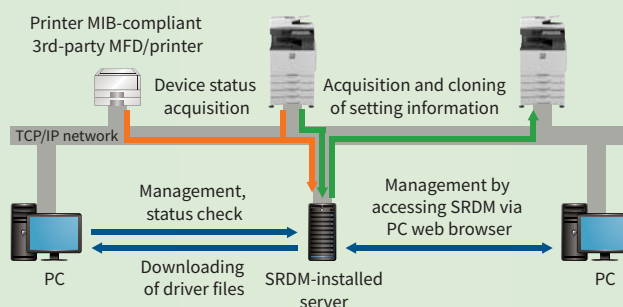 Printer MIB-compliant
3rd-party MFD/printer
Device status
acquisition
Acquisition and cloning
of setting information
TCP/IP network
Management,
status check
Management by
accessing SRDM via
PC web browser
Downloading
of driver files
PC
SRDM-installed
server
PC